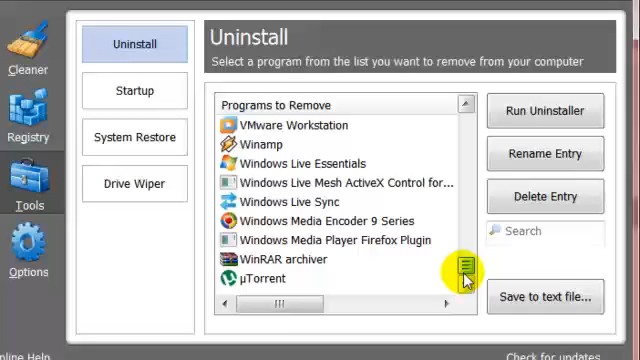 Cleaner
Registry
Tools
Options
Uninstall
Startup
System Restore
Drive Wiper
Uninstall
Select a program from the list you want to remove from your computer
Programs to Remove
VMware Workstation
Winamp
Windows Live Essentials
Windows Live Mesh ActiveX Control for...
Windows Live Sync
Windows Media Encoder 9 Series
Windows Media Player Firefox Plugin
WinRAR archiver
µTorrent
Run Uninstaller
Rename Entry
Delete Entry
Search
Save to text file...
nline Help
Check for updates